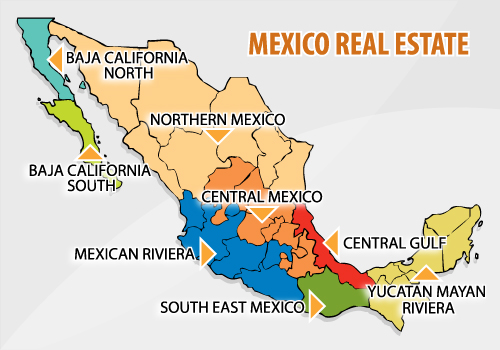 MEXICO REAL ESTATE
BAJA CALIFORNIA
NORTH
NORTHERN MEXICO
BAJA CALIFORNIA
SOUTH
CENTRAL MEXICO
MEXICAN RIVIERA
CENTRAL GULF
YUCATAN MAYAN
RIVIERA
SOUTH EAST MEXICO